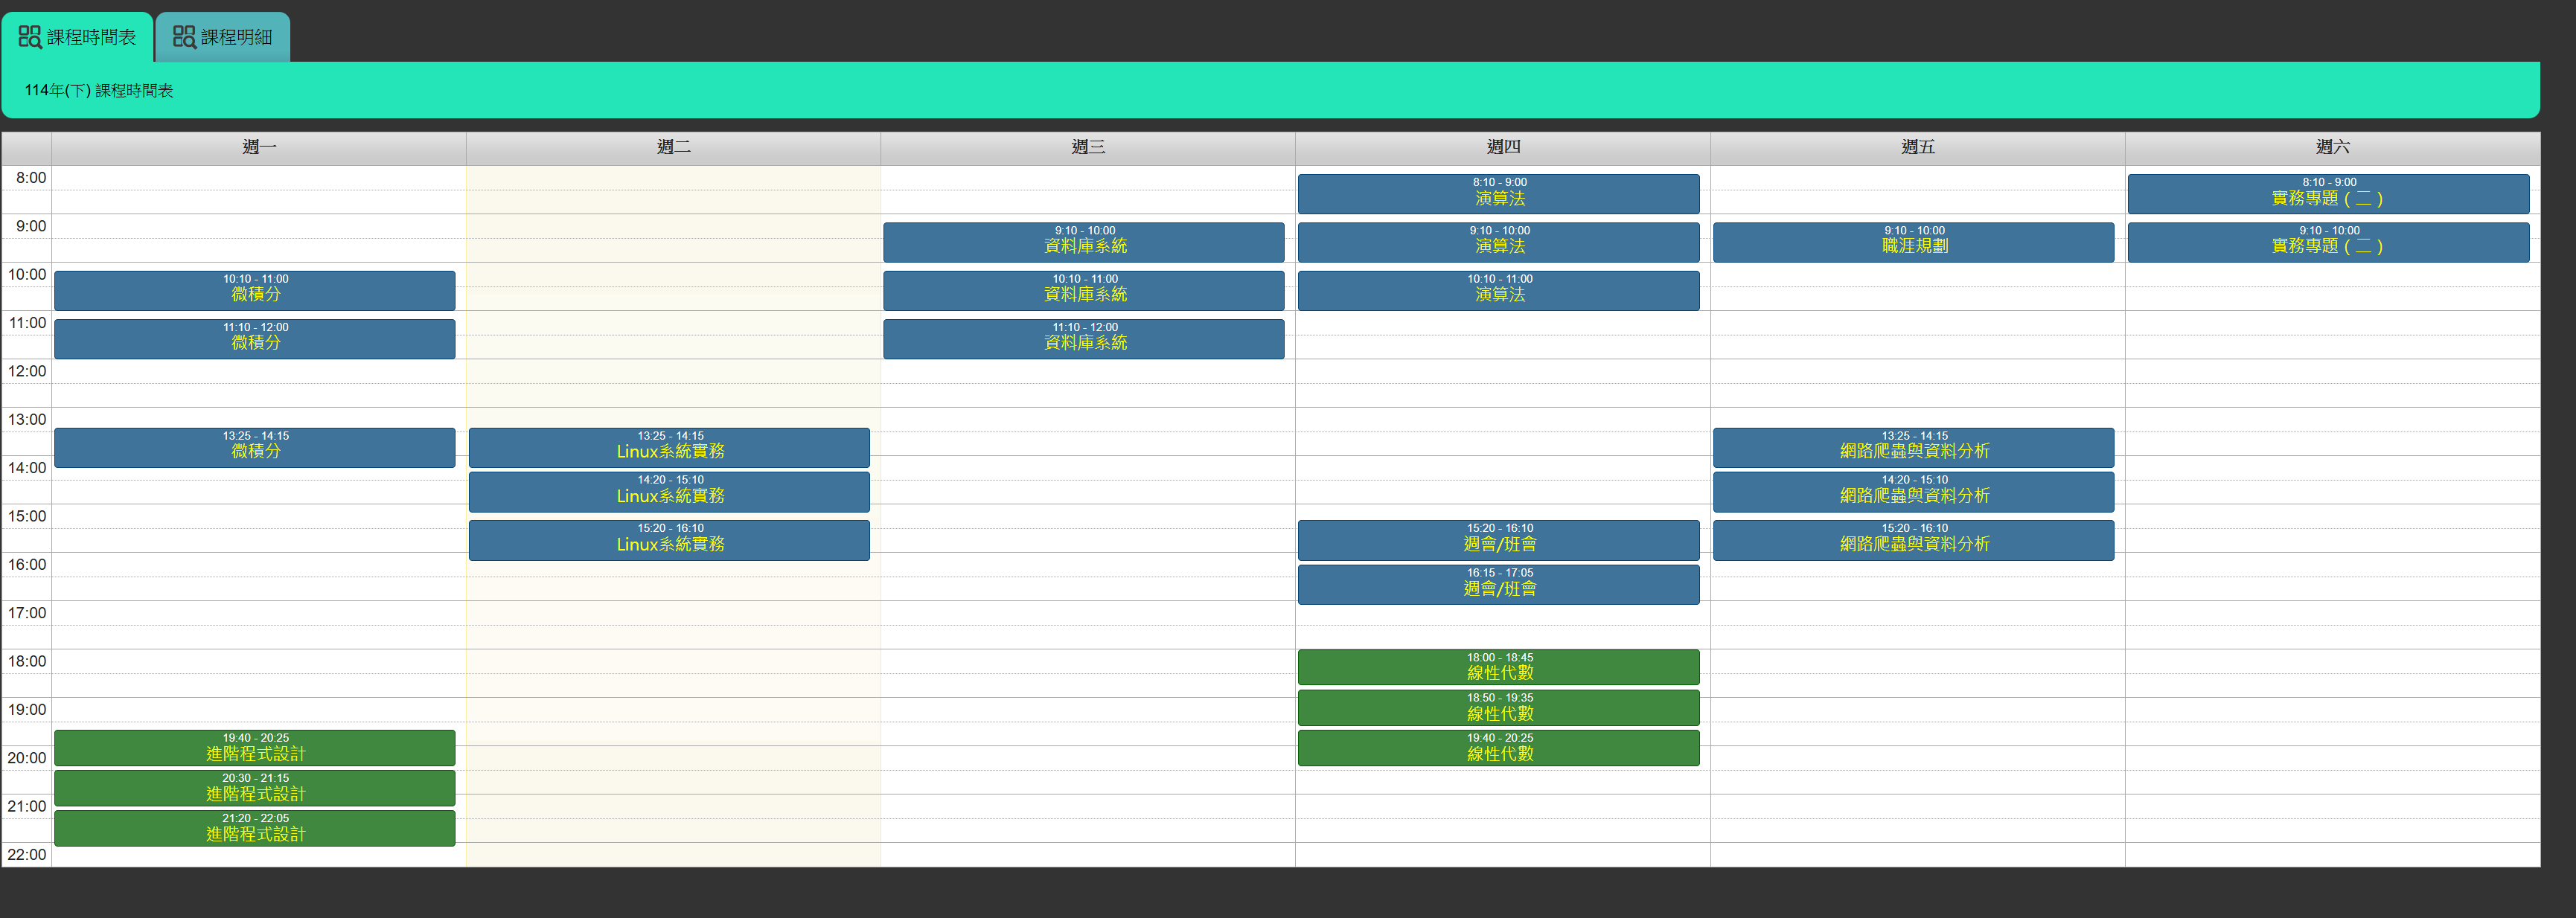 課程時間表
課程明細
114年(下) 課程時間表
週一
週二
週三
週四
週五
週六
8:00
8:10 - 9:00
演算法
8:10 - 9:00
實務專題(二)
9:00
9:10 - 10:00
資料庫系統
9:10 - 10:00
演算法
9:10 - 10:00
職涯規劃
9:10 - 10:00
實務專題(二)
10:00
10:10 - 11:00
微積分
10:10 - 11:00
資料庫系統
10:10 - 11:00
演算法
11:00
11:10 - 12:00
微積分
11:10 - 12:00
資料庫系統
12:00
13:00
13:25 - 14:15
微積分
13:25 - 14:15
Linux系統實務
13:25 - 14:15
網路爬蟲與資料分析
14:00
14:20 - 15:10
Linux系統實務
14:20 - 15:10
網路爬蟲與資料分析
15:00
15:20 - 16:10
Linux系統實務
15:20 - 16:10
週會/班會
15:20 - 16:10
網路爬蟲與資料分析
16:00
16:15 - 17:05
週會/班會
17:00
18:00
18:00 - 18:45
線性代數
18:50 - 19:35
線性代數
19:00
19:40 - 20:25
進階程式設計
19:40 - 20:25
線性代數
20:00
20:30 - 21:15
進階程式設計
21:00
21:20 - 22:05
進階程式設計
22:00